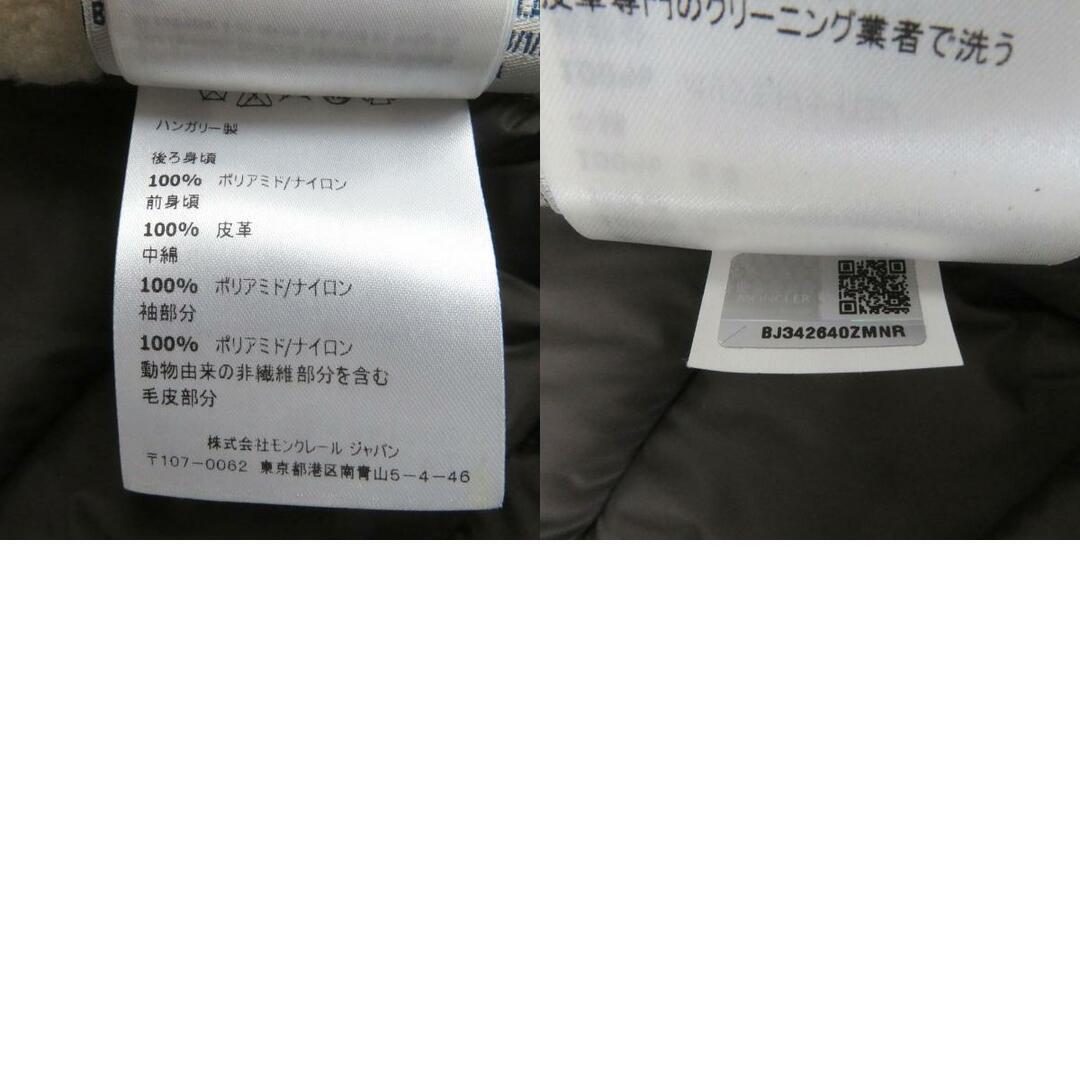 B
ハンガリー製
後ろ身頃
100% ポリアミド/ナイロン
前身頃
100% 皮革
中綿
100% ポリアミド/ナイロン
袖部分
100% ポリアミド/ナイロン
動物由来の非繊維部分を含む
毛皮部分
株式会社モンクレール ジャパン
〒107-0062 東京都港区南青山5-4-46
皮革専門のクリーニング業者で洗う
MONCLER
BJ342640ZMNR